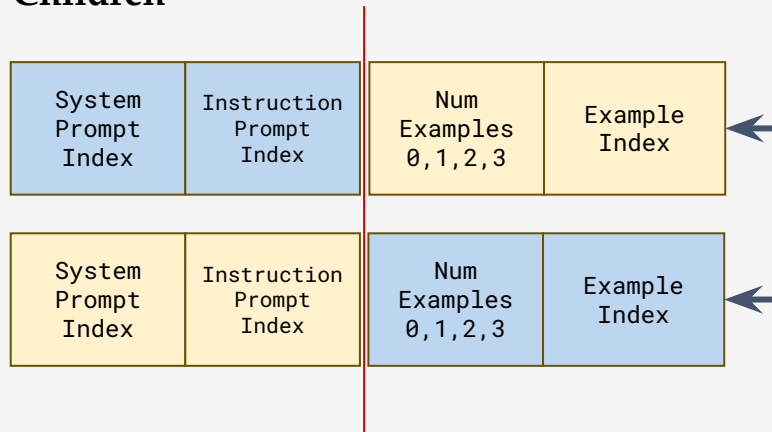 Children
System
Prompt
Index
Instruction
Prompt
Index
Num
Examples
0,1,2,3
Example
Index
System
Prompt
Index
Instruction
Prompt
Index
Num
Examples
0,1,2,3
Example
Index